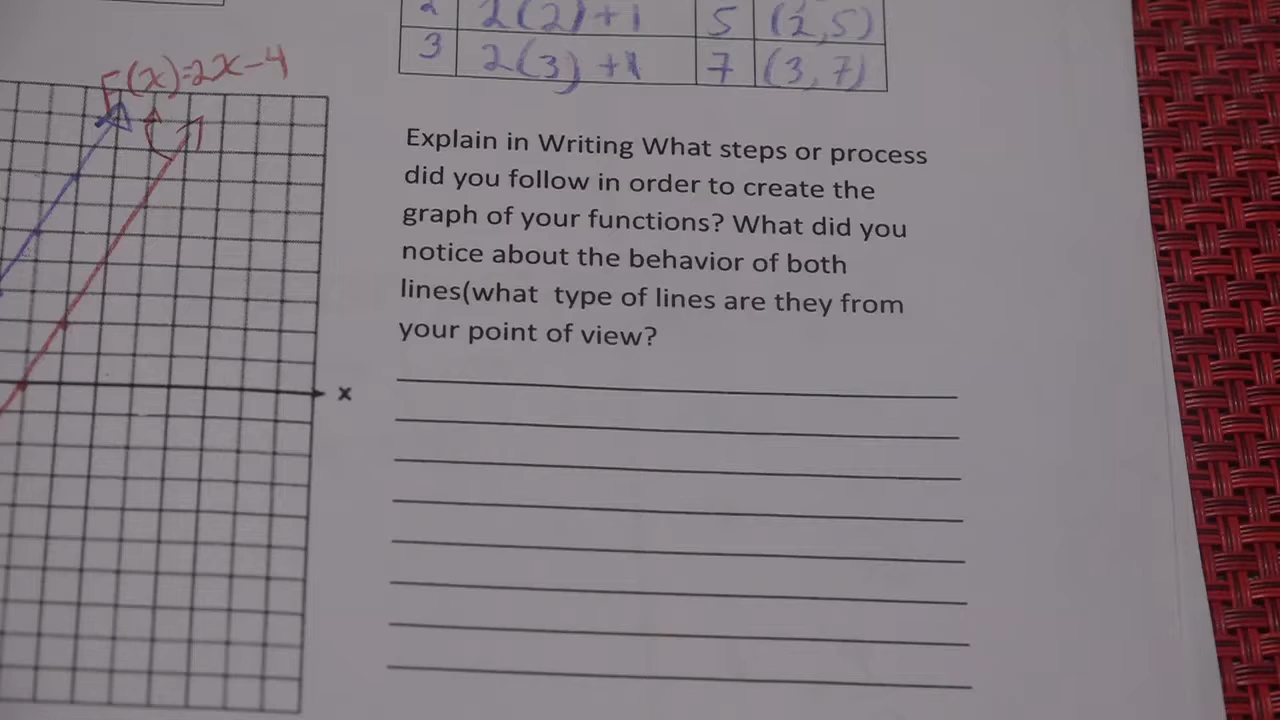 2 2(2)+1 5 (2,5)
3 2(3)+1 7 (3,7)
F(x)=2x-4
Explain in Writing What steps or process
did you follow in order to create the
graph of your functions? What did you
notice about the behavior of both
lines(what type of lines are they from
your point of view?
x